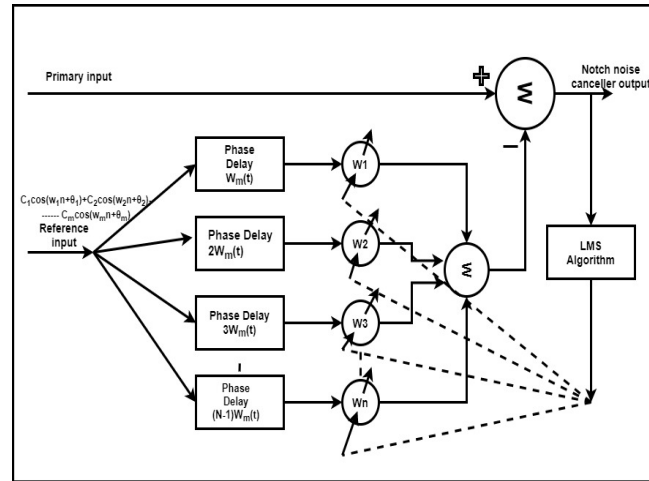 Primary input
+
Notch noise
canceller output
W
−
Phase
Delay
Wm(t)
W1
C1cos(w1n+θ1)+C2cos(w2n+θ2)-
------ Cmcos(wmn+θm)
Reference
input
Phase Delay
2Wm(t)
W2
W
LMS
Algorithm
Phase Delay
3Wm(t)
W3
Phase
Delay
(N-1)Wm(t)
Wn